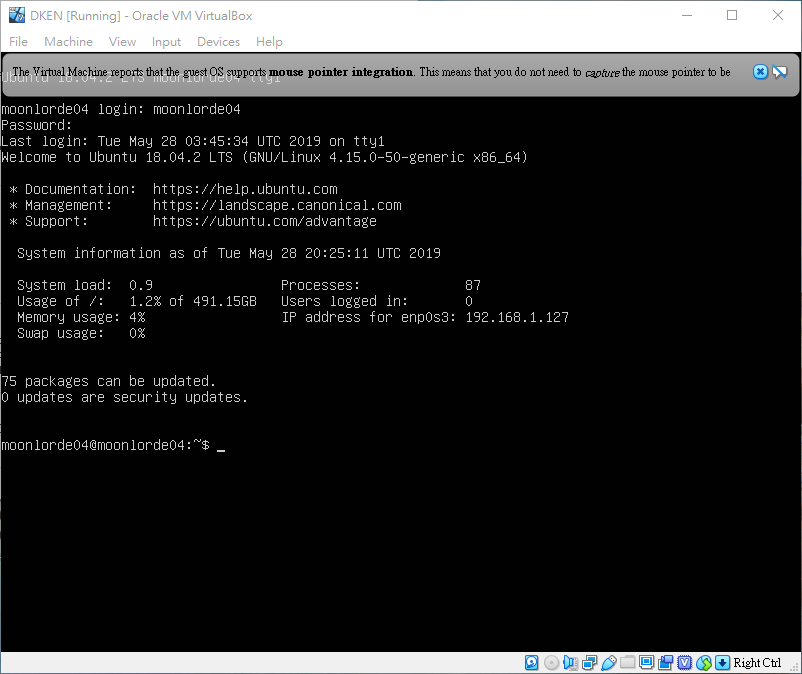 DKEN [Running] - Oracle VM VirtualBox
File Machine View Input Devices Help
The Virtual Machine reports that the guest OS supports mouse pointer integration. This means that you do not need to capture the mouse pointer to be
Ubuntu 18.04.2 LTS moonlorde04 tty1
moonlorde04 login: moonlorde04
Password:
Last login: Tue May 28 03:45:34 UTC 2019 on tty1
Welcome to Ubuntu 18.04.2 LTS (GNU/Linux 4.15.0-50-generic x86_64)
* Documentation: https://help.ubuntu.com
* Management: https://landscape.canonical.com
* Support: https://ubuntu.com/advantage
System information as of Tue May 28 20:25:11 UTC 2019
System load: 0.9 Processes: 87
Usage of /: 1.2% of 491.15GB Users logged in: 0
Memory usage: 4% IP address for enp0s3: 192.168.1.127
Swap usage: 0%
75 packages can be updated.
0 updates are security updates.
moonlorde04@moonlorde04:~$ _
Right Ctrl